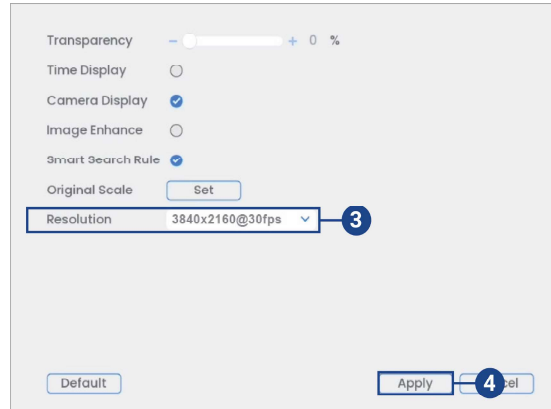 Transparency - + 0 %
Time Display
Camera Display
Image Enhance
Smart Search Rule
Original Scale Set
Resolution 3840x2160@30fps 3
Default Apply 4